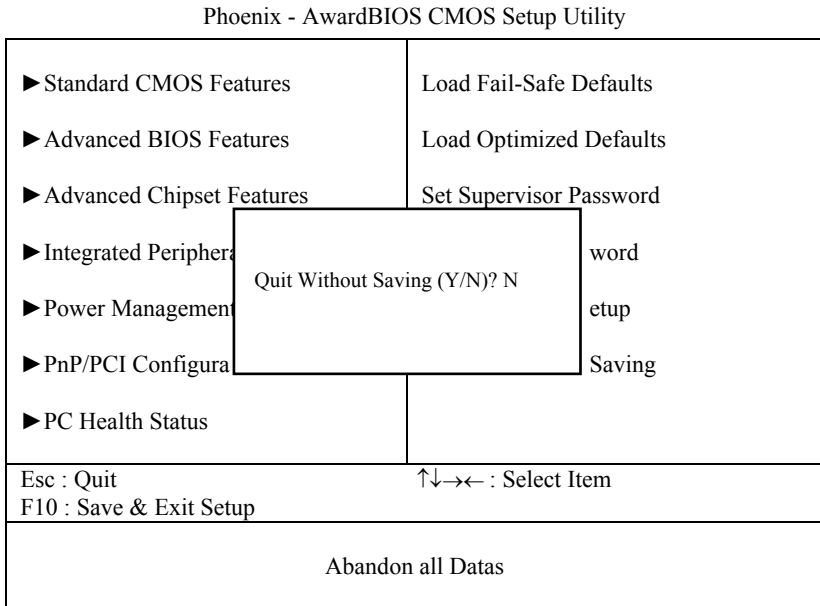 Phoenix - AwardBIOS CMOS Setup Utility
►Standard CMOS Features
►Advanced BIOS Features
►Advanced Chipset Features
►Integrated Periphera
►Power Management
►PnP/PCI Configura
►PC Health Status
Load Fail-Safe Defaults
Load Optimized Defaults
Set Supervisor Password
word
etup
Saving
Quit Without Saving (Y/N)? N
Esc : Quit
F10 : Save & Exit Setup
↑↓→← : Select Item
Abandon all Datas